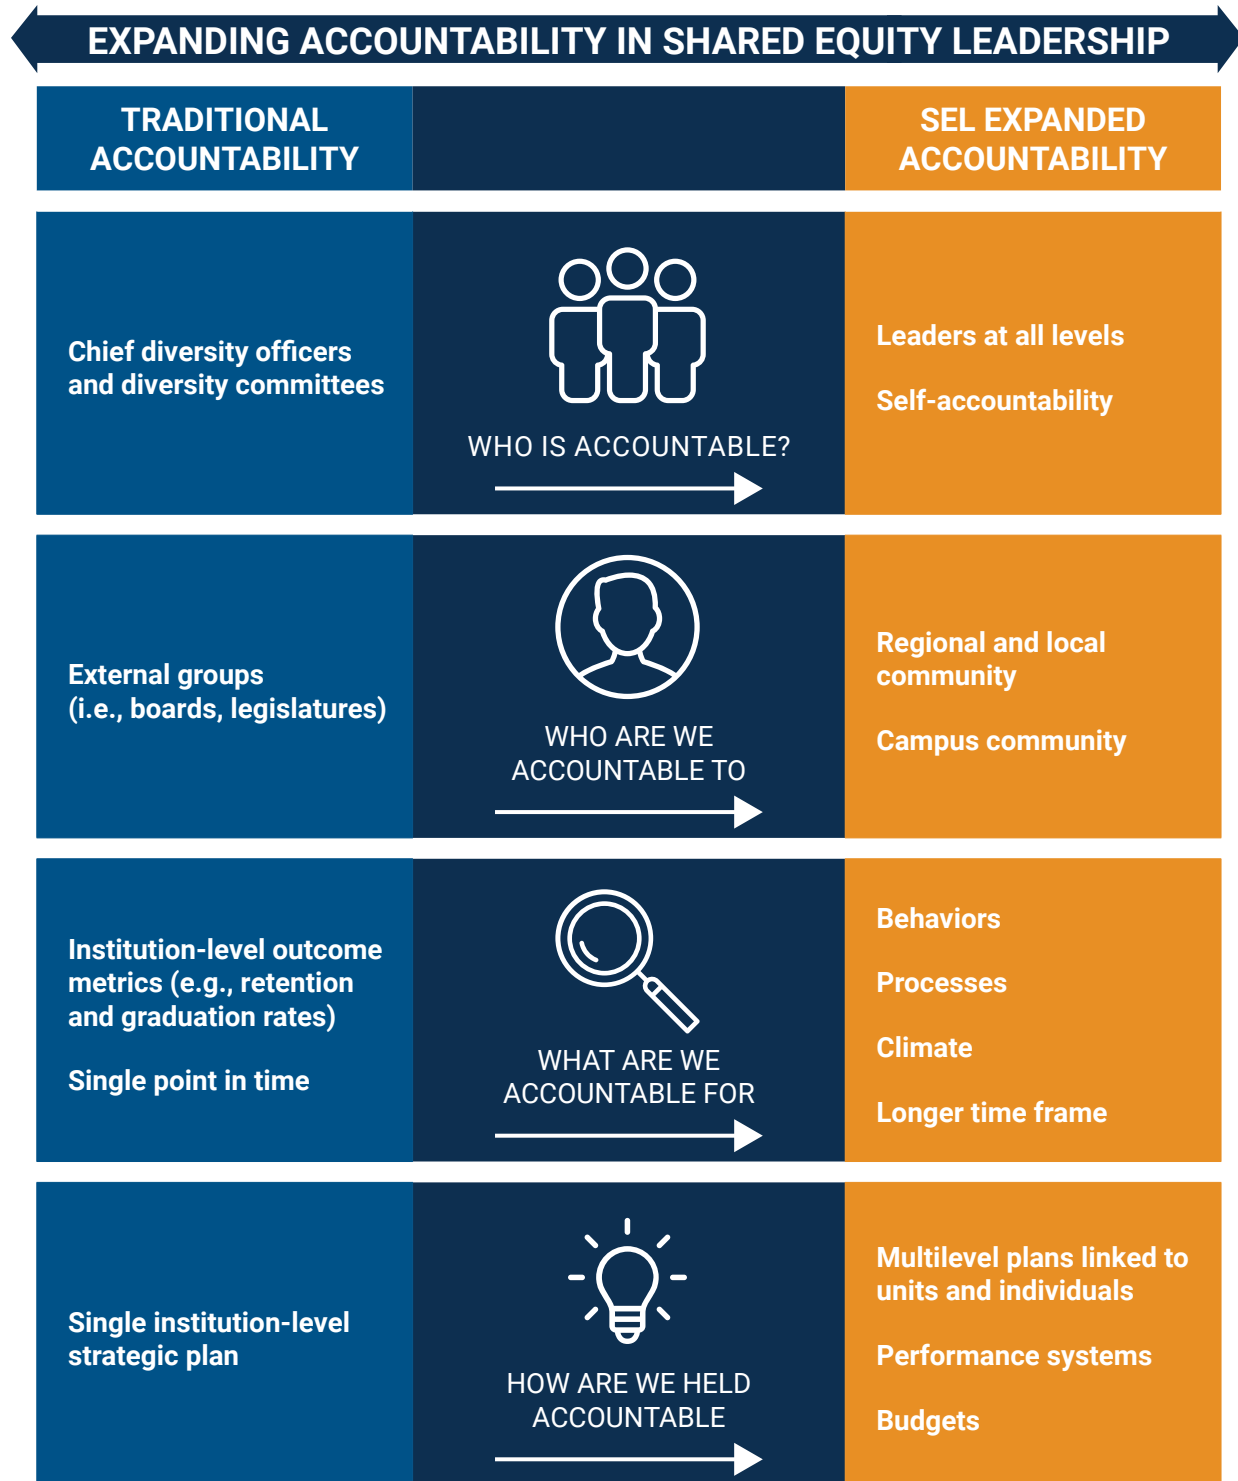 EXPANDING ACCOUNTABILITY IN SHARED EQUITY LEADERSHIP
TRADITIONAL
ACCOUNTABILITY
SEL EXPANDED
ACCOUNTABILITY
Chief diversity officers
and diversity committees
WHO IS ACCOUNTABLE?
Leaders at all levels
Self-accountability
External groups
(i.e., boards, legislatures)
WHO ARE WE
ACCOUNTABLE TO
Regional and local
community
Campus community
Institution-level outcome
metrics (e.g., retention
and graduation rates)
Single point in time
WHAT ARE WE
ACCOUNTABLE FOR
Behaviors
Processes
Climate
Longer time frame
Single institution-level
strategic plan
HOW ARE WE HELD
ACCOUNTABLE
Multilevel plans linked to
units and individuals
Performance systems
Budgets